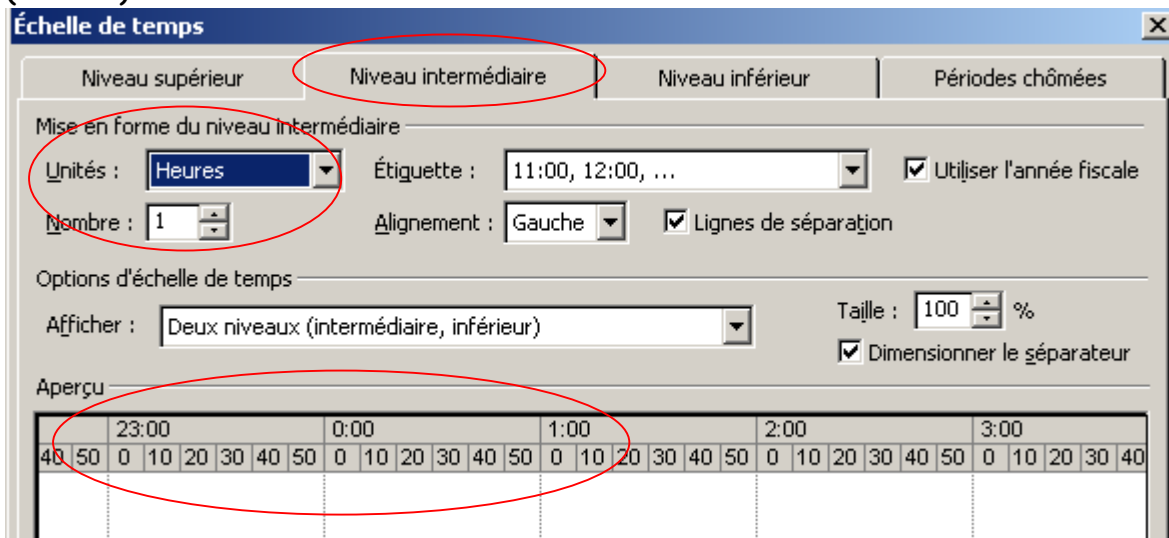 Échelle de temps
Niveau supérieur Niveau intermédiaire Niveau inférieur Périodes chômées
Mise en forme du niveau intermédiaire
Unités : Heures Étiquette : 11:00, 12:00, ... Utiliser l'année fiscale
Nombre : 1 Alignement : Gauche Lignes de séparation
Options d'échelle de temps
Afficher : Deux niveaux (intermédiaire, inférieur) Taille : 100 %
Dimensionner le séparateur
Aperçu
23:00 0:00 1:00 2:00 3:00
40 50 0 10 20 30 40 50 0 10 20 30 40 50 0 10 20 30 40 50 0 10 20 30 40 50 0 10 20 30 40